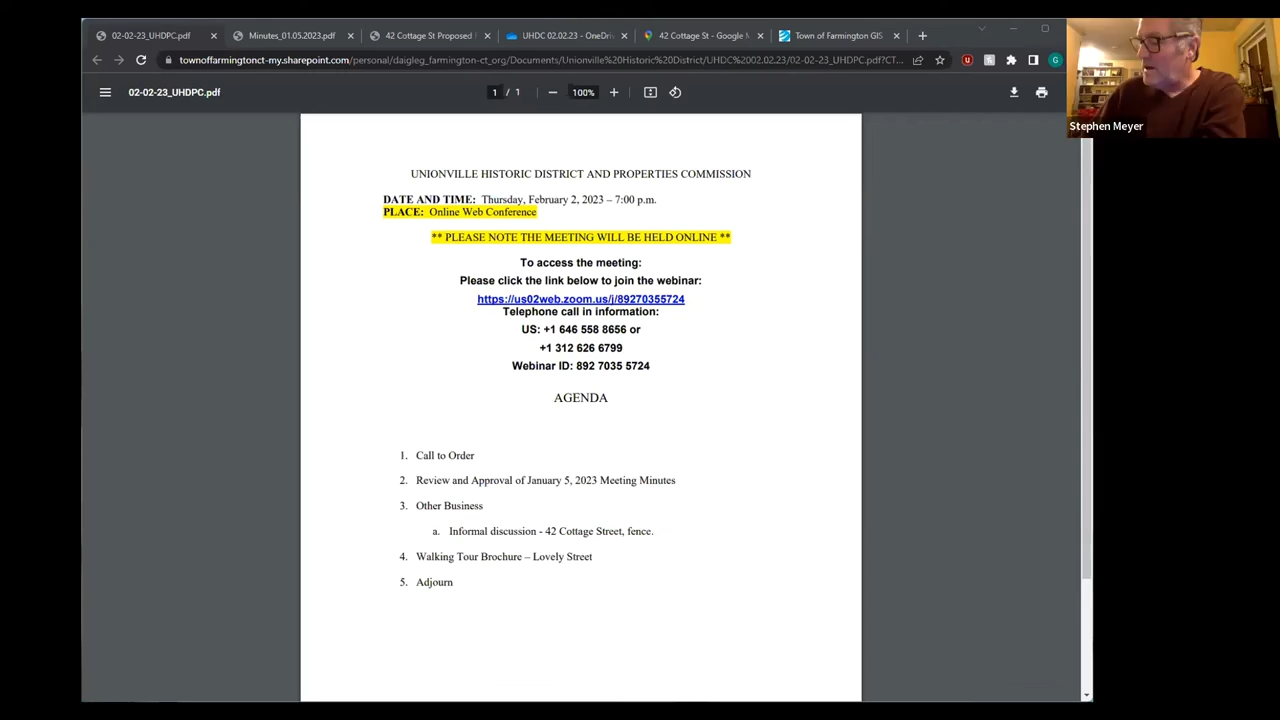 02-02-23_UHDPC.pdf
Minutes_01.05.2023.pdf
42 Cottage St Proposed
UHDC 02.02.23 - OneDriv
42 Cottage St - Google M
Town of Farmington GIS
townoffarmingtonct-my.sharepoint.com/personal/daigleg_farmington-ct_org/Documents/Unionville%20Historic%20District/UHDC%2002.02.23/02-02-23_UHDPC.pdf?CT...
G
02-02-23_UHDPC.pdf
1 / 1
100%
Stephen Meyer
UNIONVILLE HISTORIC DISTRICT AND PROPERTIES COMMISSION
DATE AND TIME: Thursday, February 2, 2023 – 7:00 p.m.
PLACE: Online Web Conference
** PLEASE NOTE THE MEETING WILL BE HELD ONLINE **
To access the meeting:
Please click the link below to join the webinar:
https://us02web.zoom.us/j/89270355724
Telephone call in information:
US: +1 646 558 8656 or
+1 312 626 6799
Webinar ID: 892 7035 5724
AGENDA
1. Call to Order
2. Review and Approval of January 5, 2023 Meeting Minutes
3. Other Business
a. Informal discussion - 42 Cottage Street, fence.
4. Walking Tour Brochure – Lovely Street
5. Adjourn